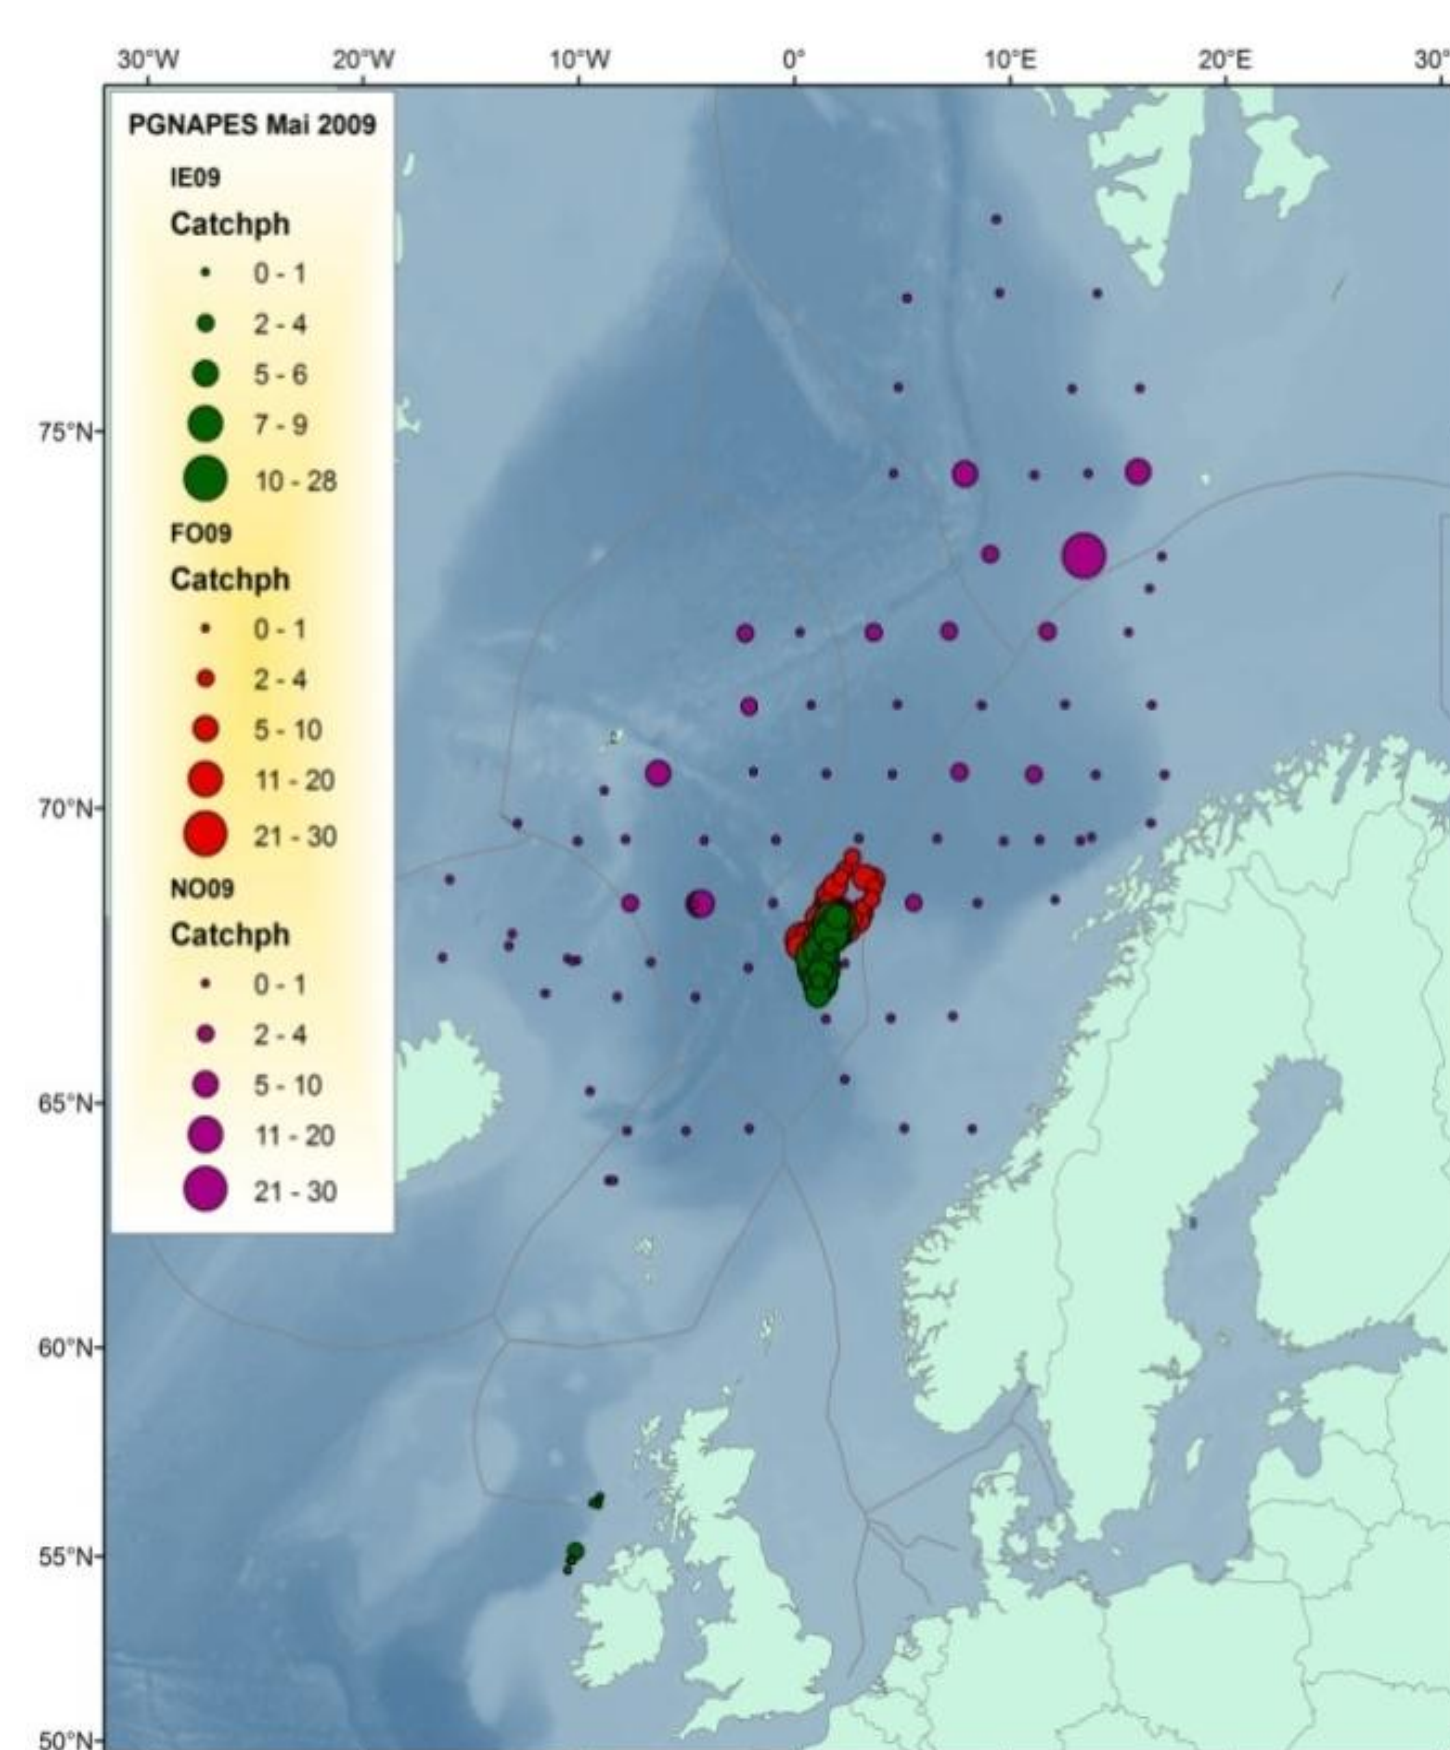 30°W 20°W 10°W 0° 10°E 20°E 30°
PGNAPES Mai 2009
IE09
Catchph
0 - 1
2 - 4
5 - 6
7 - 9
10 - 28
FO09
Catchph
0 - 1
2 - 4
5 - 10
11 - 20
21 - 30
NO09
Catchph
0 - 1
2 - 4
5 - 10
11 - 20
21 - 30
75°N
70°N
65°N
60°N
55°N
50°N